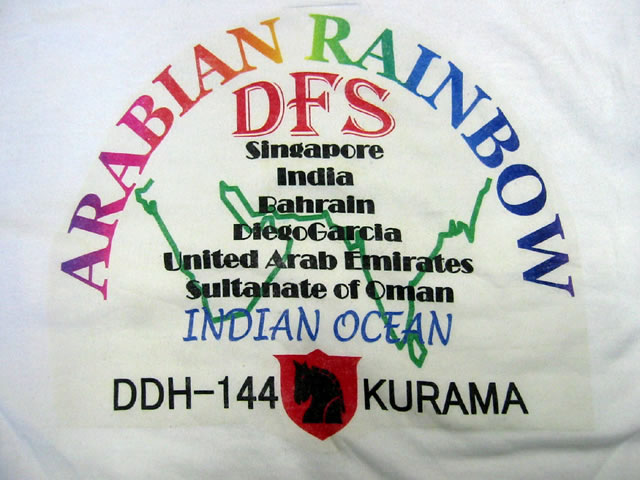 ARABIAN RAINBOW
DFS
Singapore
India
Bahrain
DiegoGarcia
United Arab Emirates
Sultanate of Oman
INDIAN OCEAN
DDH-144 KURAMA